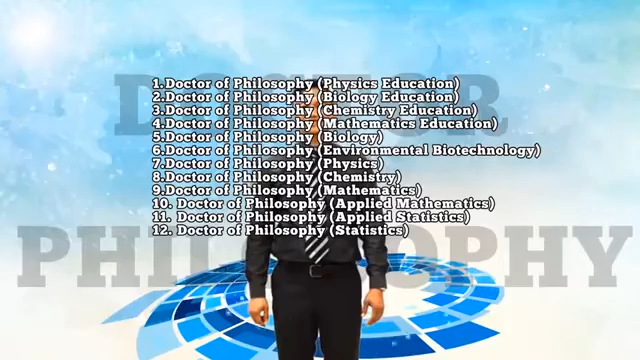 DOCTOR
PHILOSOPHY
1.Doctor of Philosophy (Physics Education)
2.Doctor of Philosophy (Biology Education)
3.Doctor of Philosophy (Chemistry Education)
4.Doctor of Philosophy (Mathematics Education)
5.Doctor of Philosophy (Biology)
6.Doctor of Philosophy (Environmental Biotechnology)
7.Doctor of Philosophy (Physics)
8.Doctor of Philosophy (Chemistry)
9.Doctor of Philosophy (Mathematics)
10. Doctor of Philosophy (Applied Mathematics)
11. Doctor of Philosophy (Applied Statistics)
12. Doctor of Philosophy (Statistics)